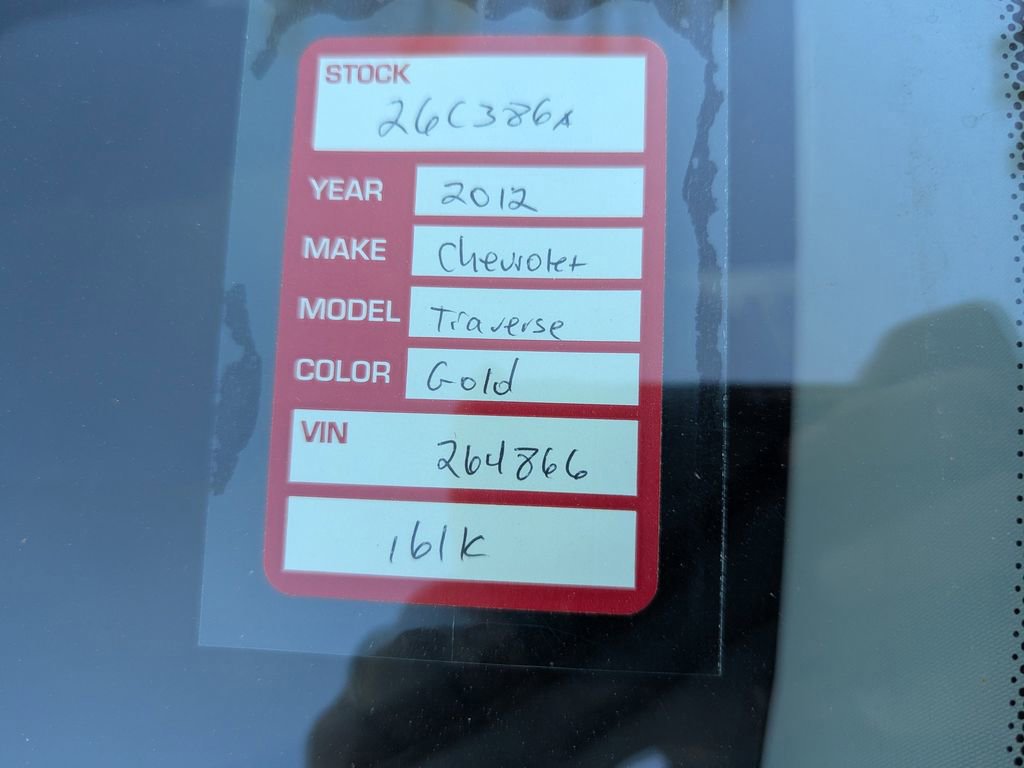 STOCK
26C386A
YEAR 2012
MAKE Chevrolet
MODEL Traverse
COLOR Gold
VIN
264866
161K